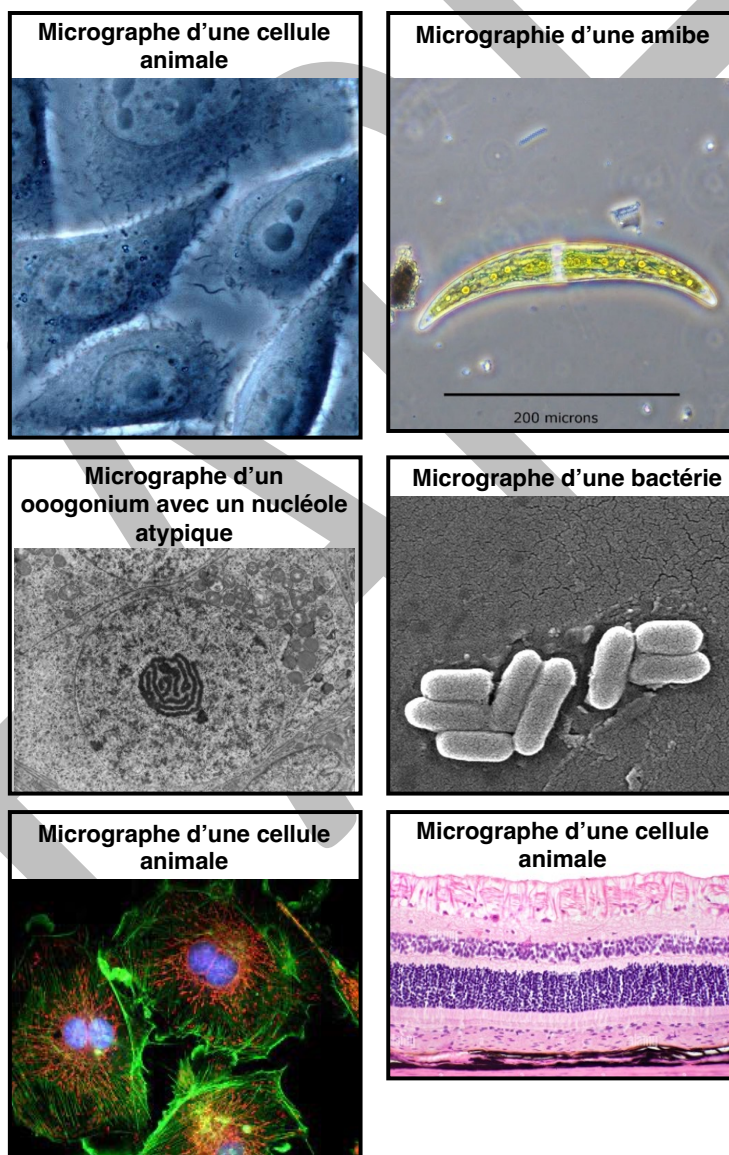 Micrographe d'une cellule
animale
Micrographie d'une amibe
200 microns
Micrographe d'un
ooogonium avec un nucléole
atypique
Micrographe d'une bactérie
Micrographe d'une cellule
animale
Micrographe d'une cellule
animale